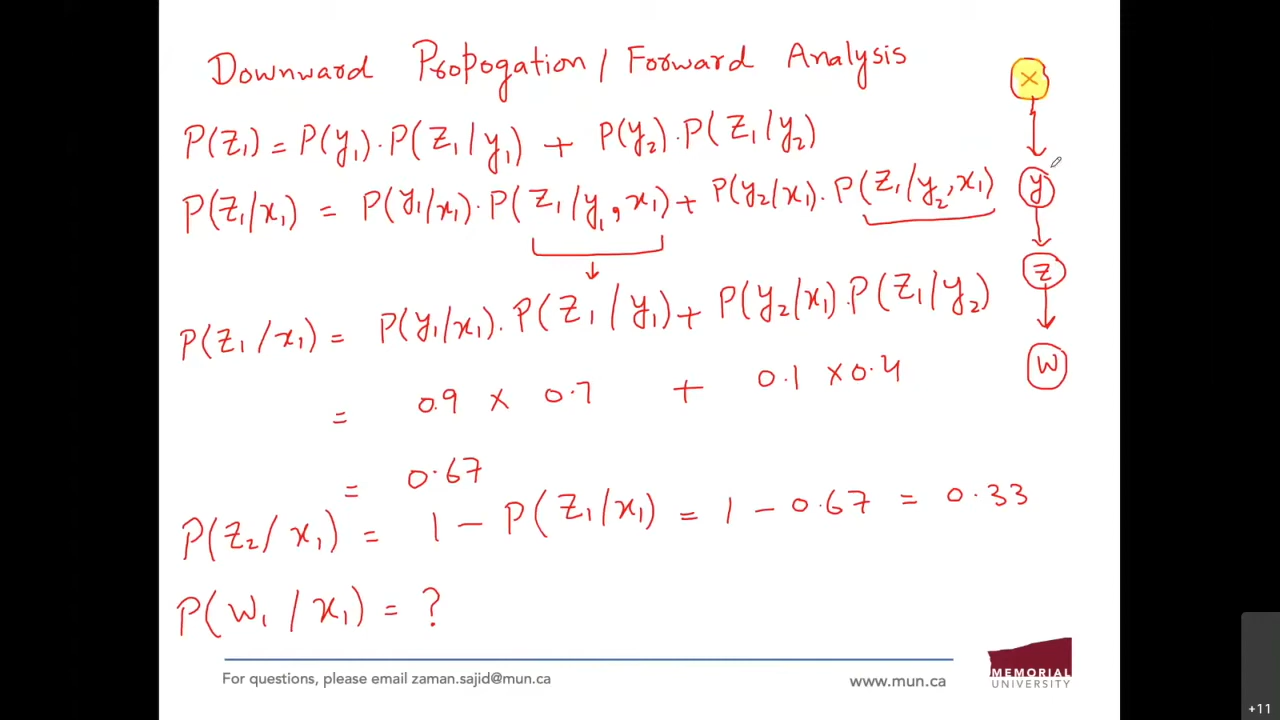 Downward Propogation / Forward Analysis
X
P(Z₁) = P(y₁). P(Z₁/y₁) + P(y₂). P(Z₁/y₂)
P(Z₁/x₁) = P(y₁/x₁). P(Z₁/y₁, x₁) + P(y₂/x₁). P(Z₁/y₂, x₁)
y
Z
P(Z₁/x₁) = P(y₁/x₁). P(Z₁/y₁) + P(y₂/x₁). P(Z₁/y₂)
W
= 0.9 × 0.7 + 0.1 × 0.4
= 0.67
P(Z₂/x₁) = 1 - P(Z₁/x₁) = 1 - 0.67 = 0.33
P(W₁/x₁) = ?
For questions, please email zaman.sajid@mun.ca
www.mun.ca
MEMORIAL
UNIVERSITY
+11